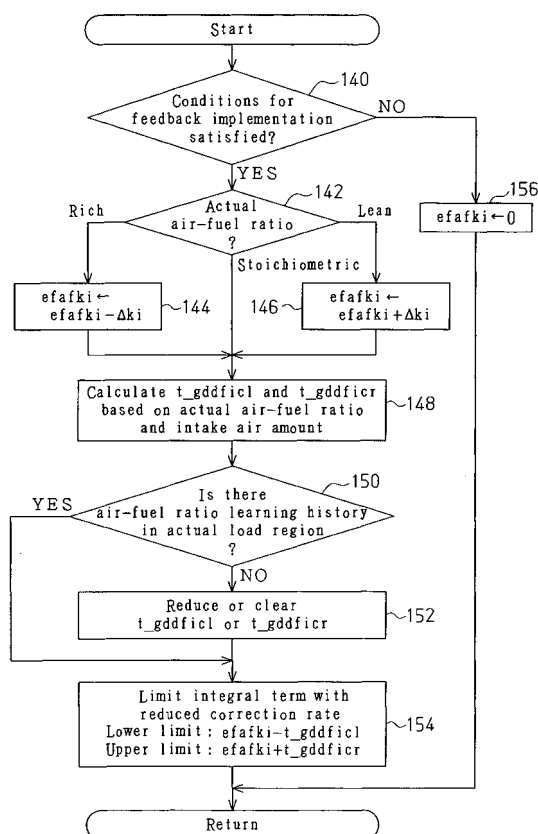 Start
140
Conditions for
feedback implementation
satisfied?
NO
YES
142
156
Rich
Actual
air-fuel ratio
?
Lean
efafki←0
Stoichiometric
efafki←
efafki−Δki
144
146
efafki←
efafki+Δki
Calculate t_gddficl and t_gddficr
based on actual air-fuel ratio
and intake air amount
148
150
YES
Is there
air-fuel ratio learning history
in actual load region
?
NO
Reduce or clear
t_gddficl or t_gddficr
152
Limit integral term with
reduced correction rate
Lower limit: efafki−t_gddficl
Upper limit: efafki+t_gddficr
154
Return